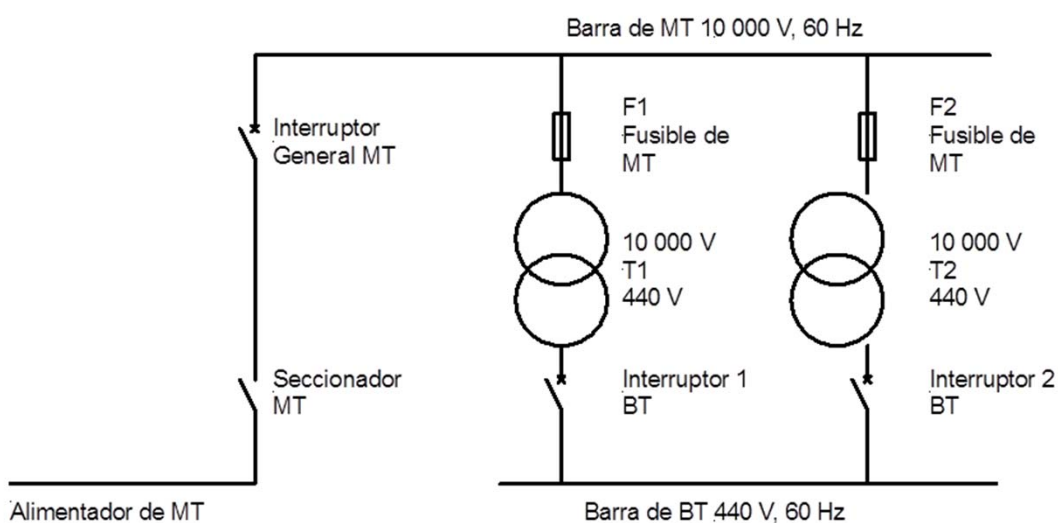 Barra de MT 10 000 V, 60 Hz
Interruptor
General MT
F1
Fusible de
MT
F2
Fusible de
MT
10 000 V
T1
440 V
10 000 V
T2
440 V
Seccionador
MT
Interruptor 1
BT
Interruptor 2
BT
Alimentador de MT
Barra de BT 440 V, 60 Hz